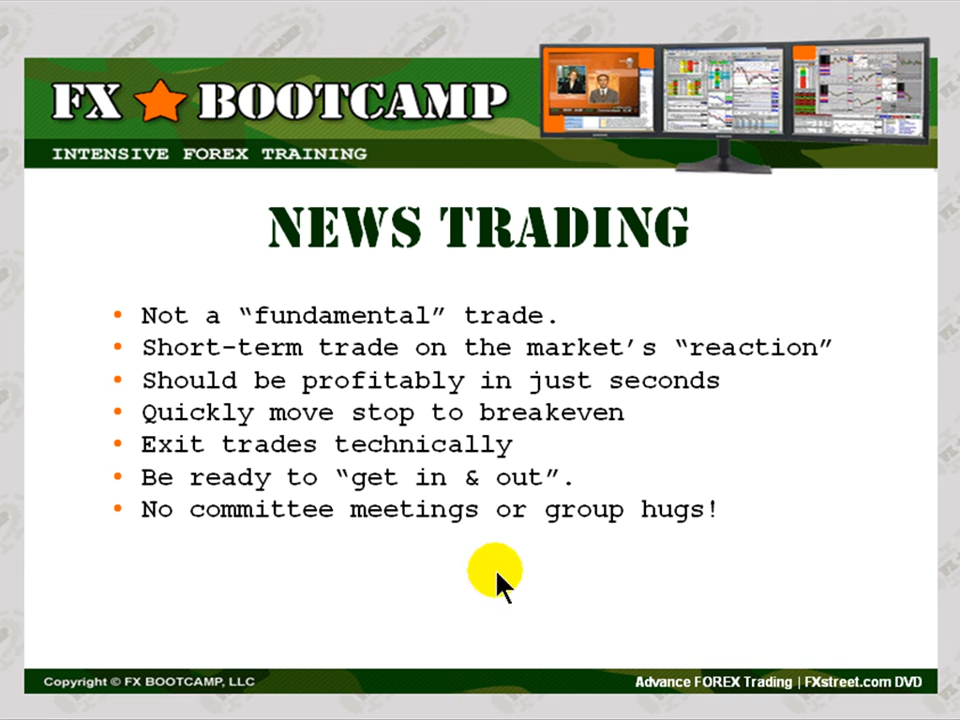 FX BOOTCAMP
INTENSIVE FOREX TRAINING
NEWS TRADING
• Not a “fundamental” trade.
• Short-term trade on the market’s “reaction”
• Should be profitably in just seconds
• Quickly move stop to breakeven
• Exit trades technically
• Be ready to “get in & out”.
• No committee meetings or group hugs!
Copyright © FX BOOTCAMP, LLC
Advance FOREX Trading | FXstreet.com DVD